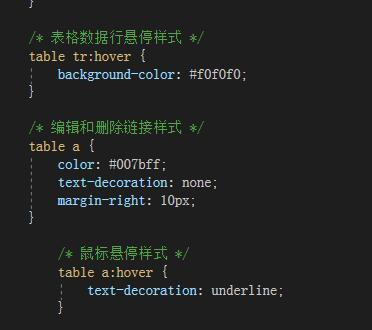 }
/* 表格数据行悬停样式 */
table tr:hover {
background-color: #f0f0f0;
}
/* 编辑和删除链接样式 */
table a {
color: #007bff;
text-decoration: none;
margin-right: 10px;
}
/* 鼠标悬停样式 */
table a:hover {
text-decoration: underline;
}